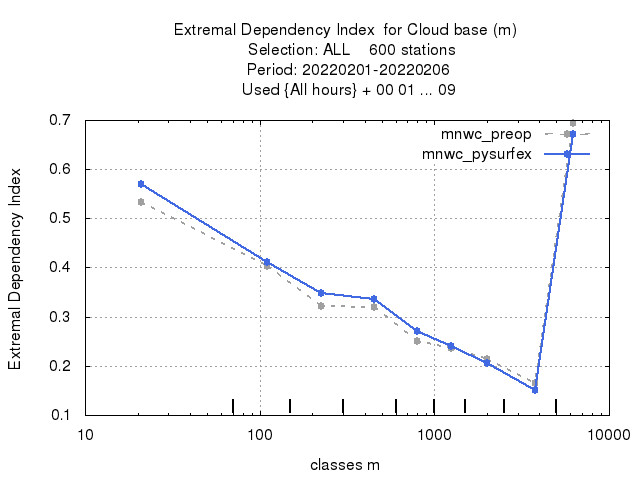 Extremal Dependency Index  for Cloud base (m)
Selection: ALL    600 stations
Period: 20220201-20220206
Used {All hours} + 00 01 ... 09
0.7
0.6
0.5
0.4
0.3
0.2
0.1
Extremal Dependency Index
mnwc_preop
mnwc_pysurfex
10
100
1000
10000
classes m